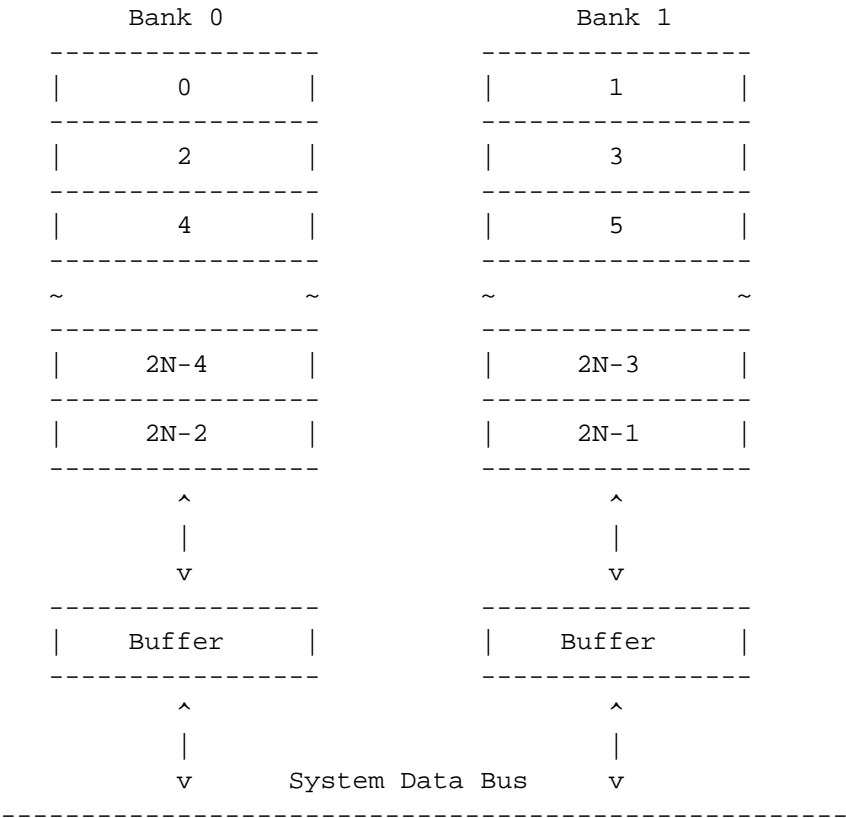 Bank 0 Bank 1
0 1
2 3
4 5
~ ~ ~ ~
2N-4 2N-3
2N-2 2N-1
^ ^
v v
Buffer Buffer
^ ^
v System Data Bus v